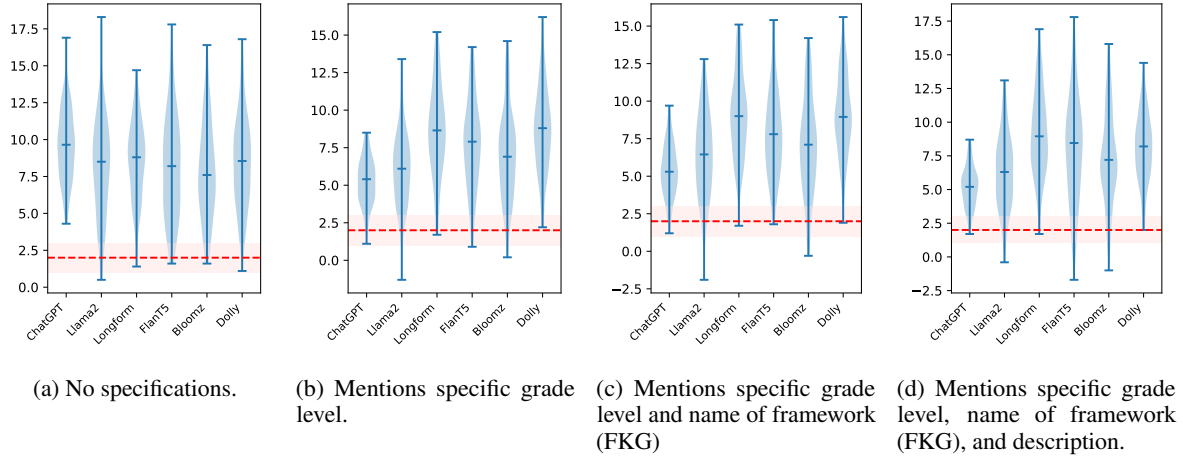 17.5
15.0
12.5
10.0
7.5
5.0
2.5
0.0
ChatGPT
Llama2
Longform
FlanT5
Bloomz
Dolly
(a) No specifications.
15.0
12.5
10.0
7.5
5.0
2.5
0.0
ChatGPT
Llama2
Longform
FlanT5
Bloomz
Dolly
(b) Mentions specific grade
level.
15.0
12.5
10.0
7.5
5.0
2.5
0.0
−2.5
ChatGPT
Llama2
Longform
FlanT5
Bloomz
Dolly
(c) Mentions specific grade
level and name of framework
(FKG)
17.5
15.0
12.5
10.0
7.5
5.0
2.5
0.0
−2.5
ChatGPT
Llama2
Longform
FlanT5
Bloomz
Dolly
(d) Mentions specific grade
level, name of framework
(FKG), and description.